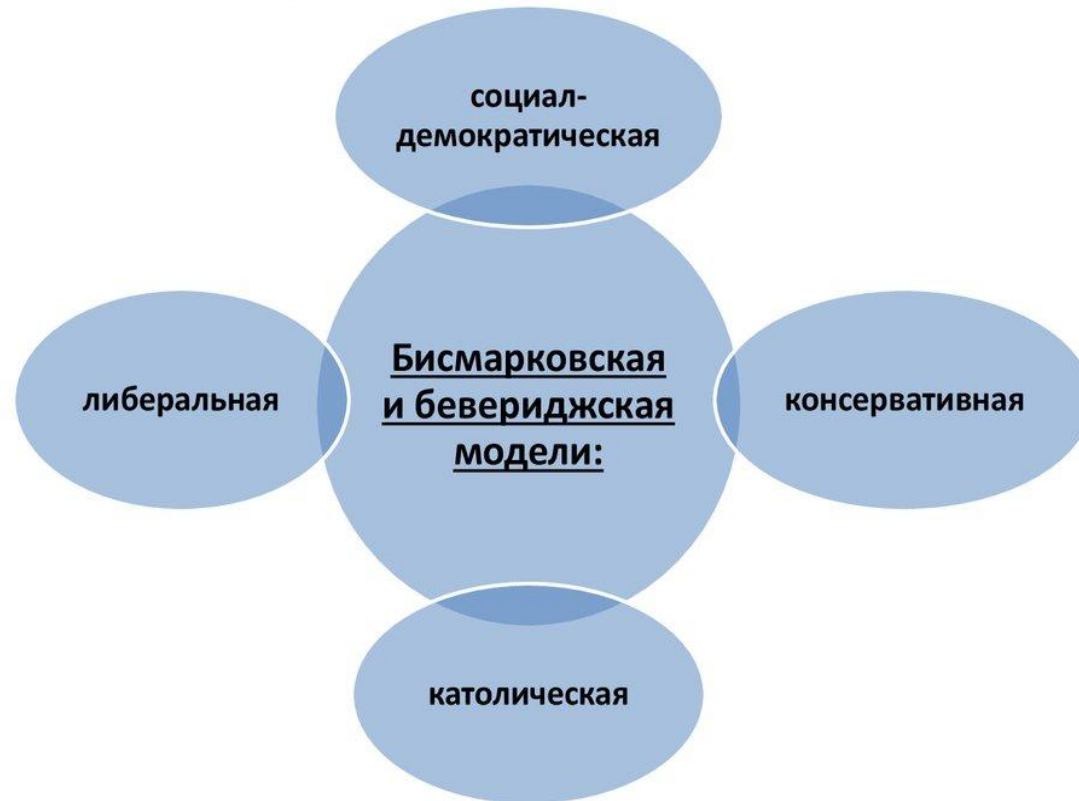 социал-
демократическая
Бисмарковская
и бевериджская
модели:
либеральная
консервативная
католическая